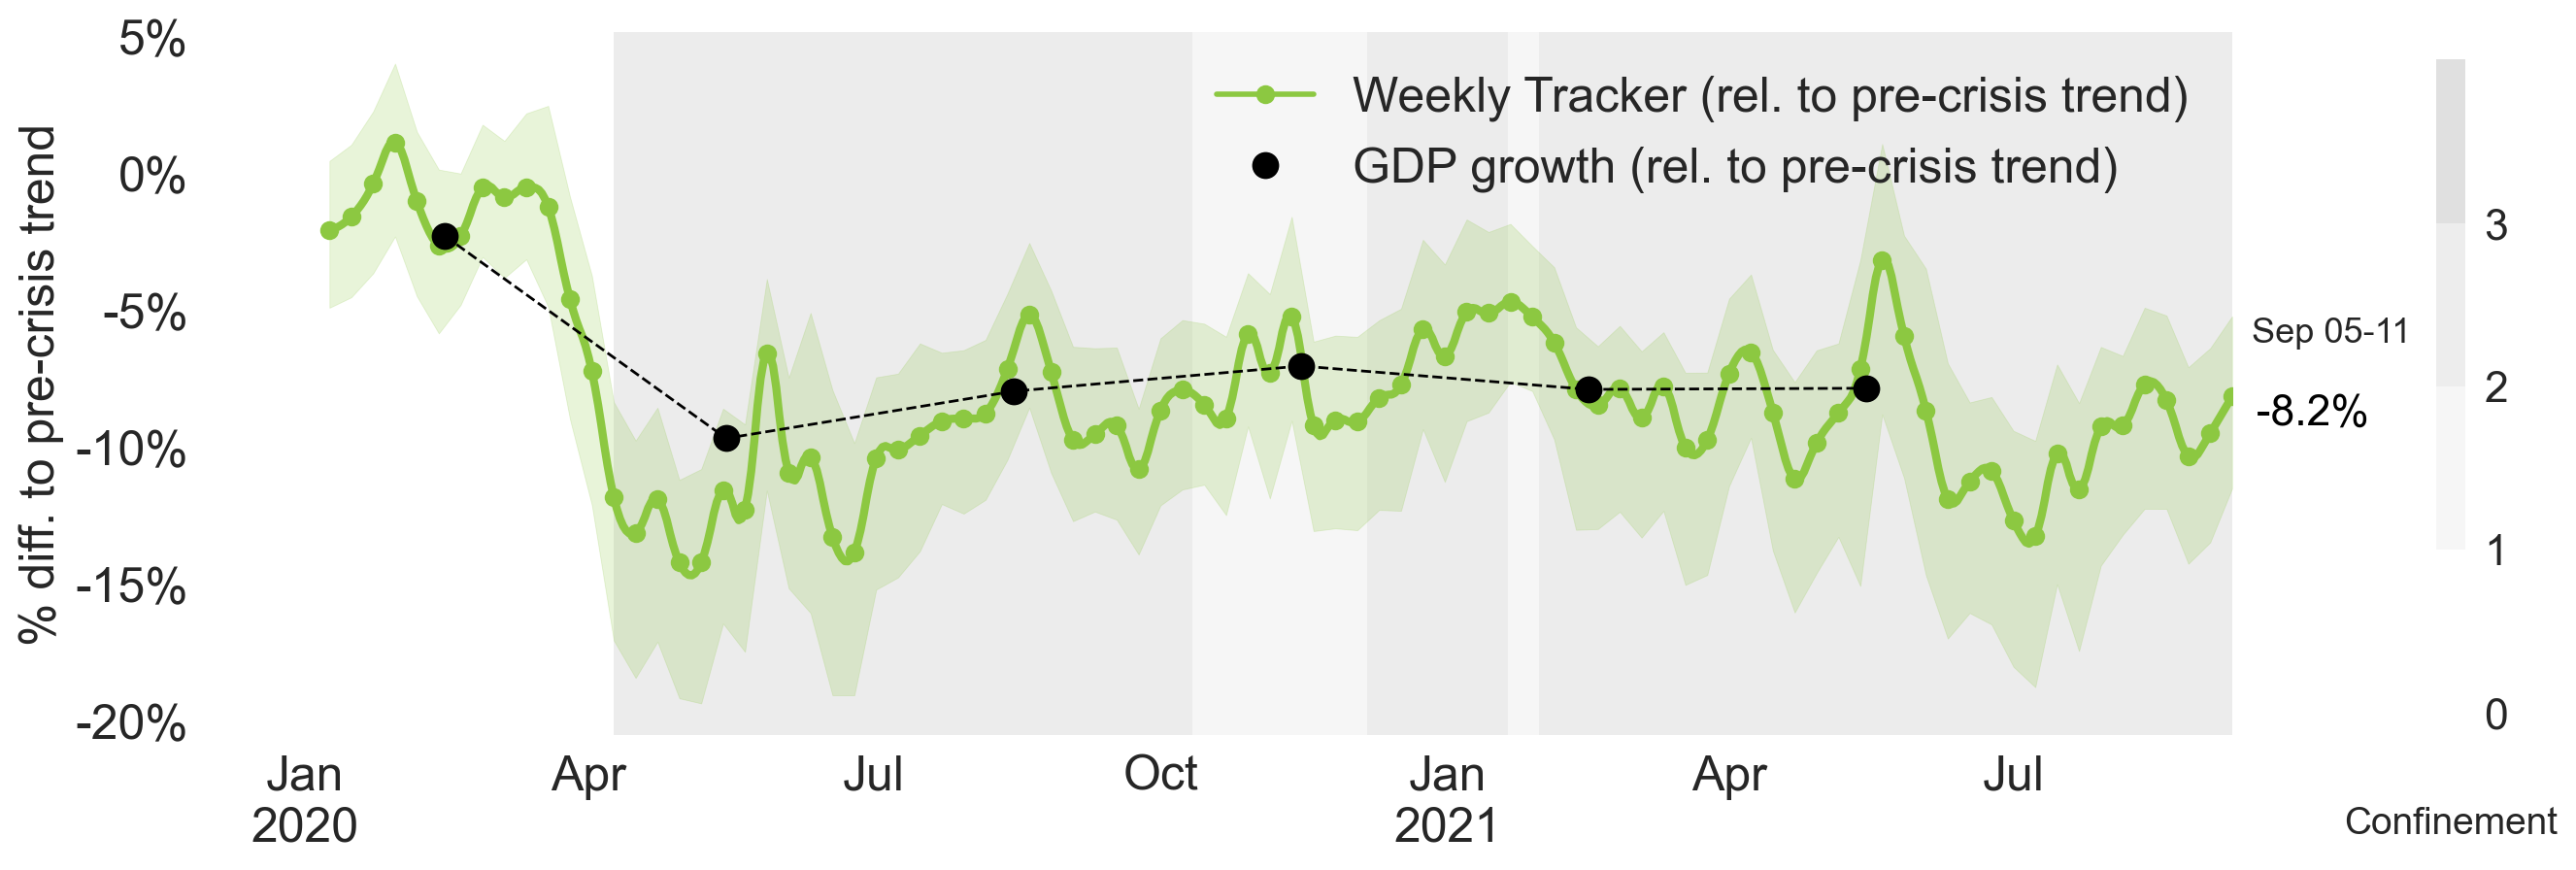 % diff. to pre-crisis trend
5%
0%
-5%
-10%
-15%
-20%
Weekly Tracker (rel. to pre-crisis trend)
GDP growth (rel. to pre-crisis trend)
Sep 05-11
-8.2%
3
2
1
0
Jan Apr Jul Oct Jan Apr Jul
2020 2021
Confinement